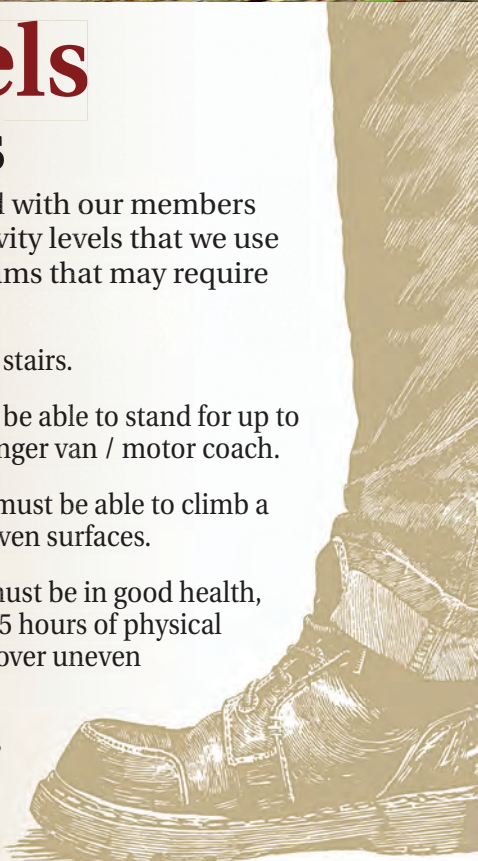 els
s
l with our members
vity levels that we use
ms that may require
stairs.
be able to stand for up to
nger van / motor coach.
must be able to climb a
ven surfaces.
must be in good health,
5 hours of physical
over uneven